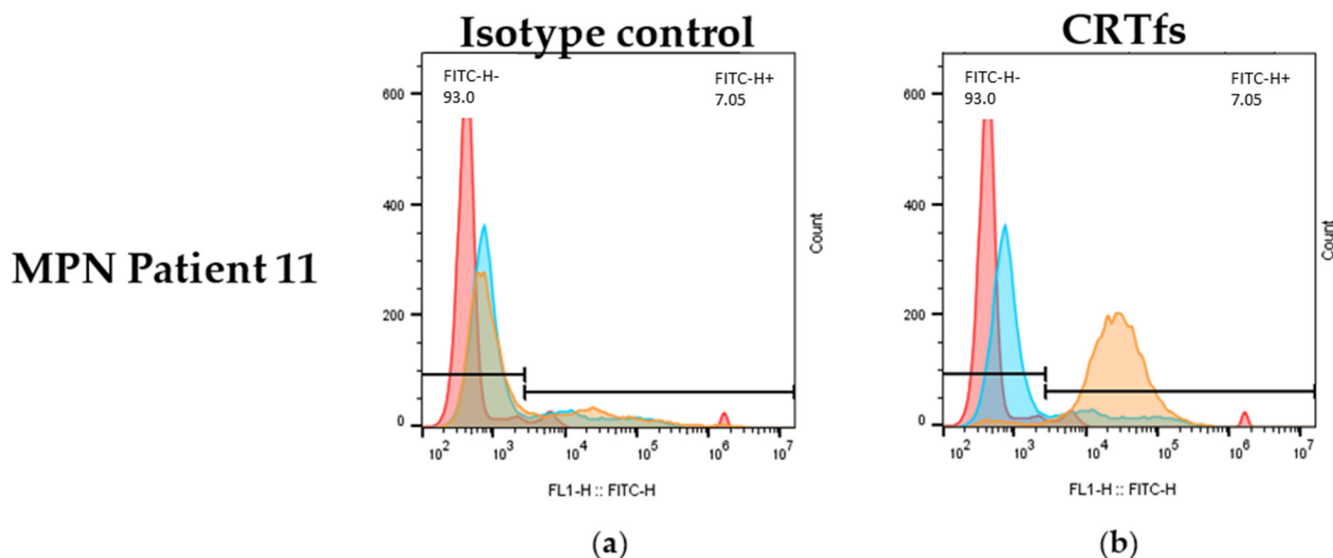 Isotype control
CRTfs
MPN Patient 11
FITC-H-
93.0
FITC-H+
7.05
600
400
200
0
10²
10³
10⁴
10⁵
10⁶
10⁷
FL1-H :: FITC-H
Count
(a)
FITC-H-
93.0
FITC-H+
7.05
600
400
200
0
10²
10³
10⁴
10⁵
10⁶
10⁷
FL1-H :: FITC-H
Count
(b)